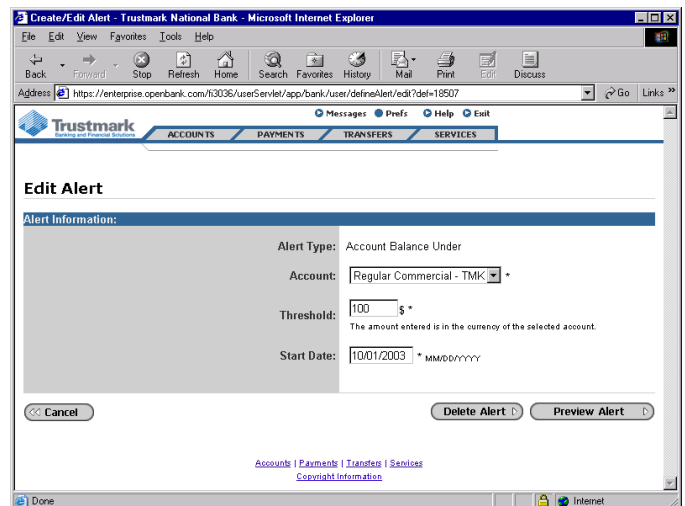 Create/Edit Alert - Trustmark National Bank - Microsoft Internet Explorer
File Edit View Favorites Tools Help
Back Forward Stop Refresh Home Search Favorites History Mail Print Edit Discuss
Address https://enterprise.openbank.com/fi3036/userServlet/app/bank/user/defineAlert/edit?def=18507 Go Links »
Messages Prefs Help Exit
Trustmark
Banking and Financial Solutions
ACCOUNTS PAYMENTS TRANSFERS SERVICES
Edit Alert
Alert Information:
Alert Type: Account Balance Under
Account: Regular Commercial - TMK *
Threshold: 100 $ *
The amount entered is in the currency of the selected account.
Start Date: 10/01/2003 * MM/DD/YYYY
Cancel Delete Alert Preview Alert
Accounts | Payments | Transfers | Services
Copyright Information
Done Internet